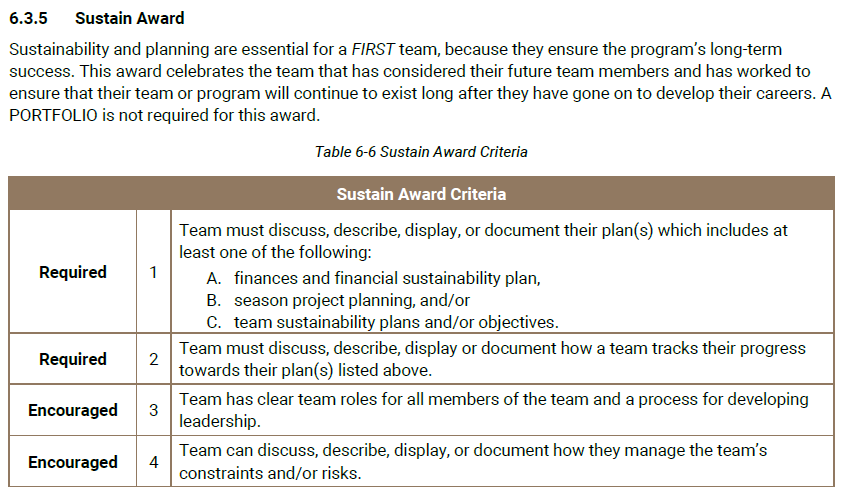 6.3.5 Sustain Award
Sustainability and planning are essential for a FIRST team, because they ensure the program’s long-term
success. This award celebrates the team that has considered their future team members and has worked to
ensure that their team or program will continue to exist long after they have gone on to develop their careers. A
PORTFOLIO is not required for this award.
Table 6-6 Sustain Award Criteria
Sustain Award Criteria
Required 1 Team must discuss, describe, display, or document their plan(s) which includes at
least one of the following:
A. finances and financial sustainability plan,
B. season project planning, and/or
C. team sustainability plans and/or objectives.
Required 2 Team must discuss, describe, display or document how a team tracks their progress
towards their plan(s) listed above.
Encouraged 3 Team has clear team roles for all members of the team and a process for developing
leadership.
Encouraged 4 Team can discuss, describe, display, or document how they manage the team’s
constraints and/or risks.